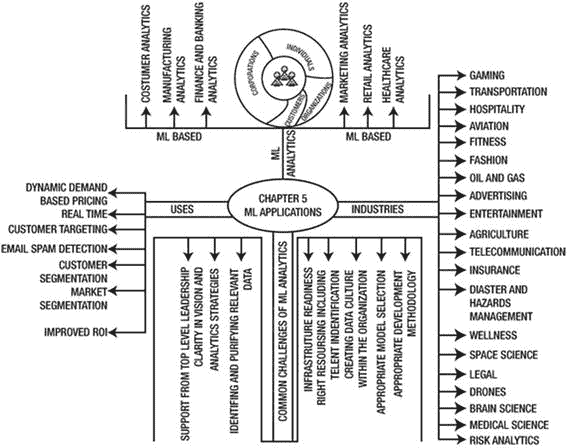 COSTUMER ANALYTICS
MANUFACTURING
ANALYTICS
FINANCE AND BANKING
ANALYTICS
ML BASED
CORPORATIONS
INDIVIDUALS
CUSTOMERS
ORGANIZATIONS
MARKETING ANALYTICS
RETAIL ANALYTICS
HEALTHCARE
ANALYTICS
ML BASED
ML
ANALYTICS
CHAPTER 5
ML APPLICATIONS
USES
DYNAMIC DEMAND
BASED PRICING
REAL TIME
CUSTOMER TARGETING
EMAIL SPAM DETECTION
CUSTOMER
SEGMENTATION
MARKET
SEGMENTATION
IMPROVED ROI
INDUSTRIES
GAMING
TRANSPORTATION
HOSPITALITY
AVIATION
FITNESS
FASHION
OIL AND GAS
ADVERTISING
ENTERTAINMENT
AGRICULTURE
TELECOMMUNICATION
INSURANCE
DIASTER AND
HAZARDS
MANAGEMENT
WELLNESS
SPACE SCIENCE
LEGAL
DRONES
BRAIN SCIENCE
MEDICAL SCIENCE
RISK ANALYTICS
SUPPORT FROM TOP LEVEL LEADERSHIP
CLARITY IN VISION AND
ANALYTICS STRATEGIES
IDENTIFING AND PURIFYING RELEVANT
DATA
COMMON CHALLENGES OF ML ANALYTICS
INFRASTRUTURE READINESS
RIGHT RESOURSING INCLUDING
TELENT INDENTIFICATION
CREATING DATA CULTURE
WITHIN THE ORGANIZATION
APPROPRIATE MODEL SELECTION
APPROPRIATE DEVELOPMENT
METHODOLOGY